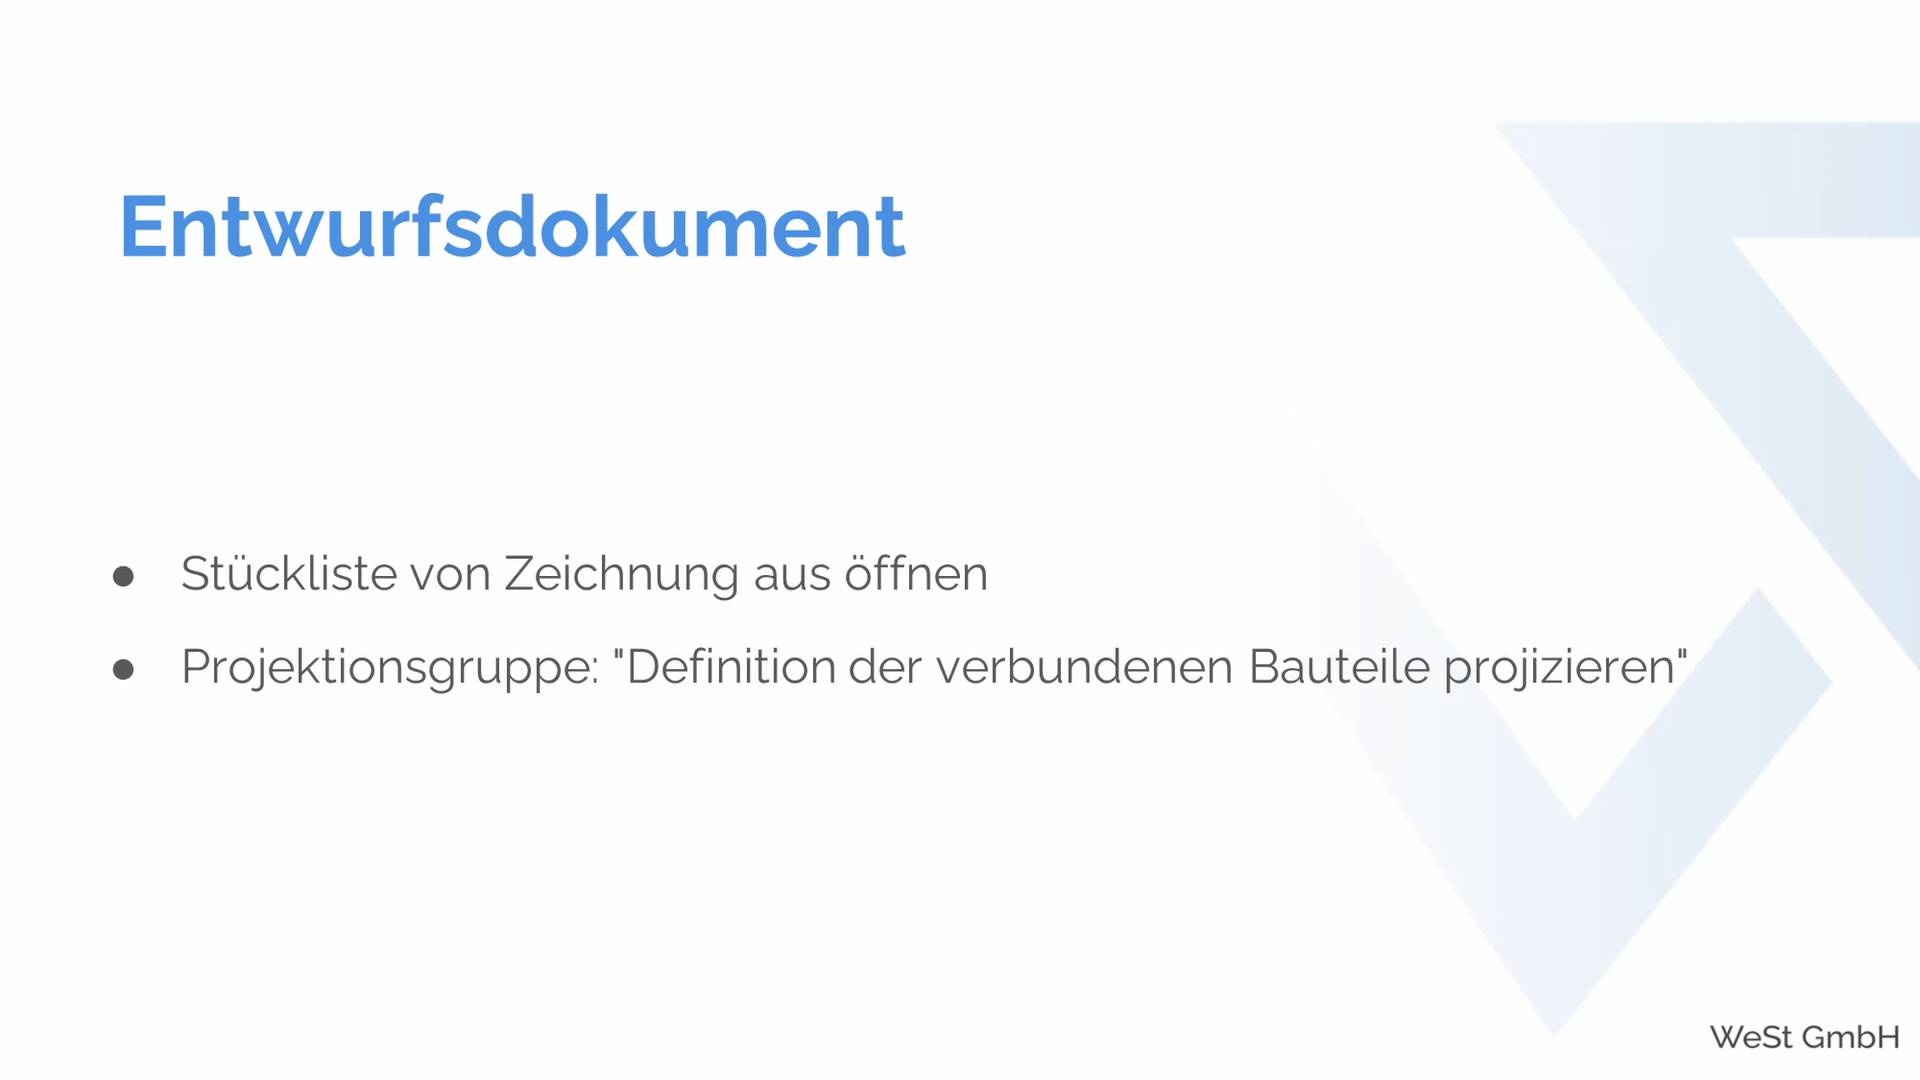 Entwurfsdokument
● Stückliste von Zeichnung aus öffnen
● Projektionsgruppe: "Definition der verbundenen Bauteile projizieren"
WeSt GmbH